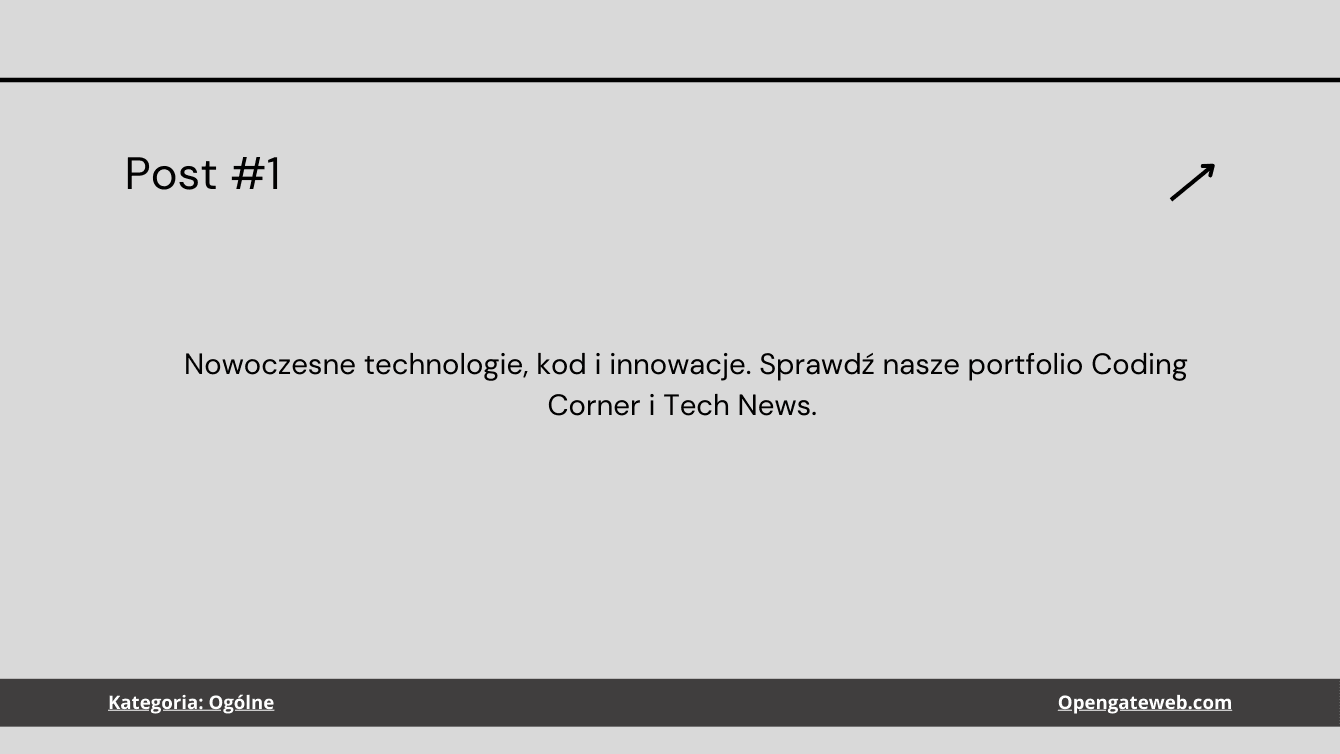 Post #1
Nowoczesne technologie, kod i innowacje. Sprawdź nasze portfolio Coding
Corner i Tech News.
Kategoria: Ogólne
Opengateweb.com